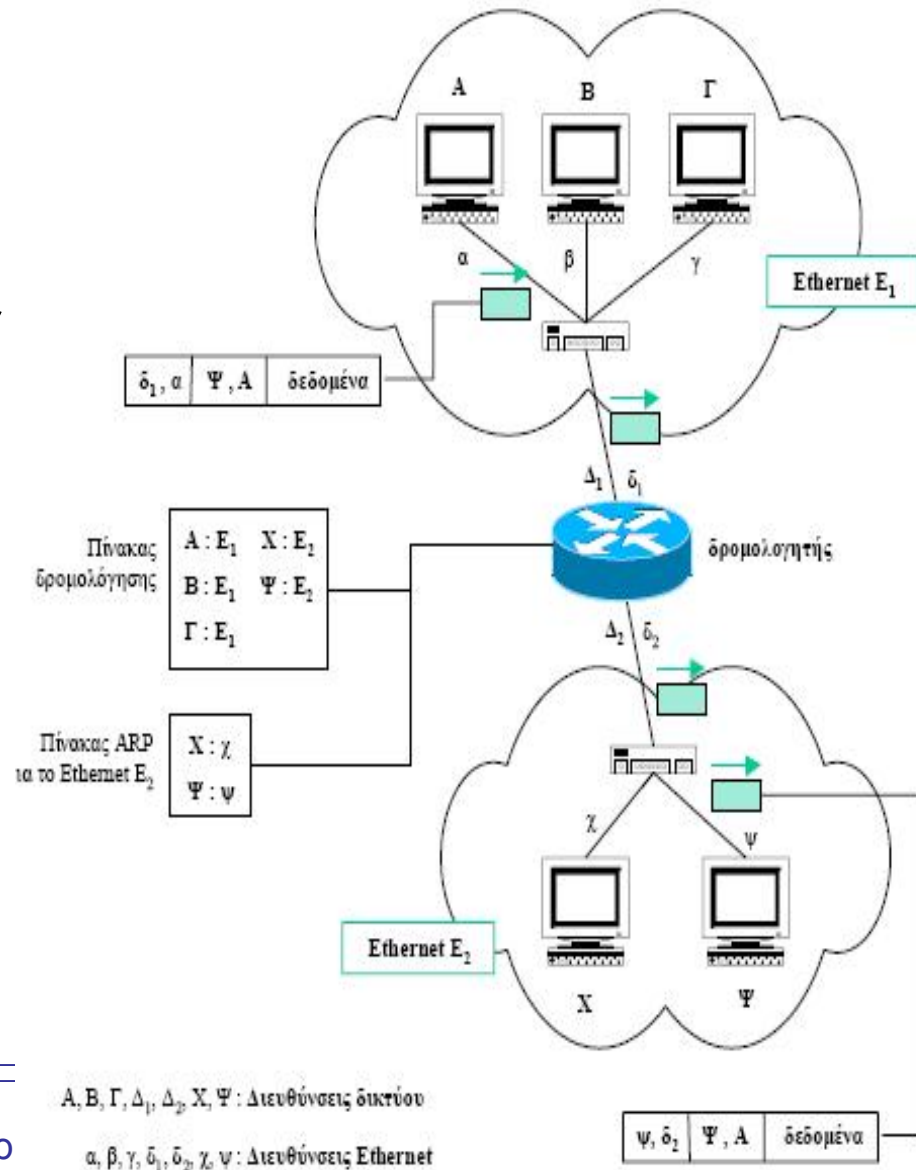 Α Β Γ
α β γ
Ethernet E₁
δ₁, α Ψ, Α δεδομένα
Δ₁ δ₁
Πίνακας
δρομολόγησης
Α : E₁ Χ : E₂
Β : E₁ Ψ : E₂
Γ : E₁
δρομολογητής
Δ₂ δ₂
Πίνακας ARP
ια το Ethernet E₂
Χ : χ
Ψ : ψ
χ ψ
Ethernet E₂
Χ Ψ
Α, Β, Γ, Δ₁, Δ₂, Χ, Ψ : Διευθύνσεις δικτύου
ψ, δ₂ Ψ, Α δεδομένα
α, β, γ, δ₁, δ₂, χ, ψ : Διευθύνσεις Ethernet